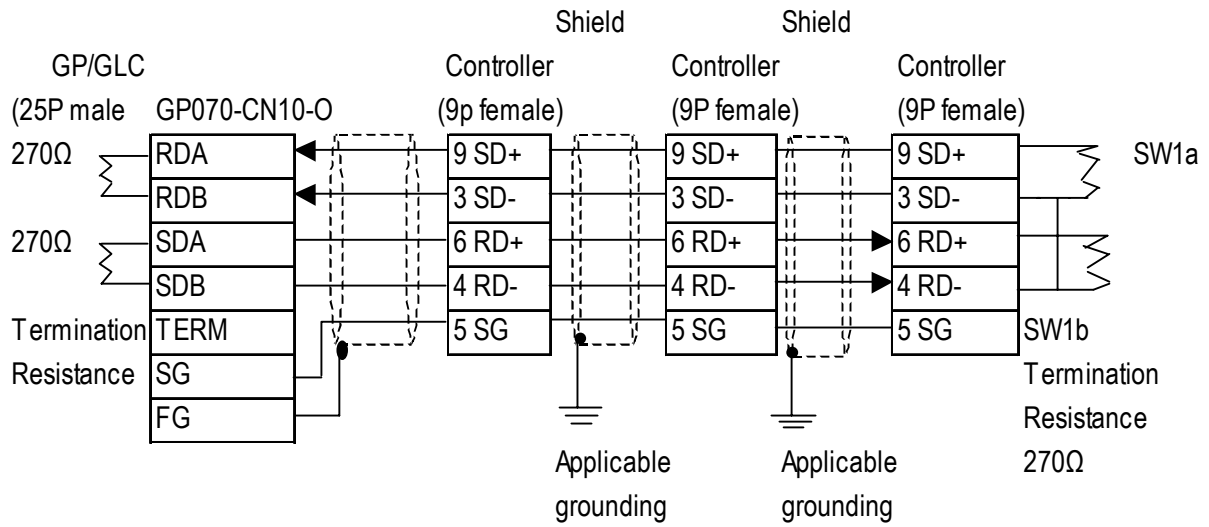 Shield Shield
GP/GLC Controller Controller Controller
(25P male GP070-CN10-O (9p female) (9P female) (9P female)
270Ω RDA 9 SD+ 9 SD+ 9 SD+ SW1a
RDB 3 SD- 3 SD- 3 SD-
270Ω SDA 6 RD+ 6 RD+ 6 RD+
SDB 4 RD- 4 RD- 4 RD-
Termination TERM 5 SG 5 SG 5 SG SW1b
Resistance SG Termination
FG Resistance
Applicable Applicable 270Ω
grounding grounding